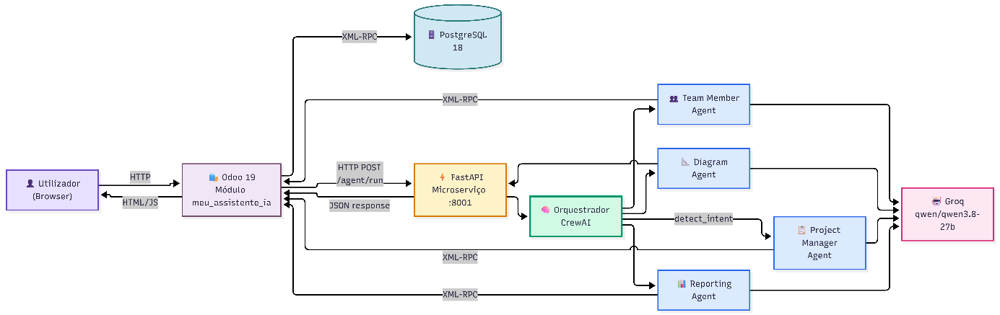 XML-RPC
PostgreSQL
18
XML-RPC
Team Member
Agent
Utilizador
(Browser)
HTTP
HTML/JS
Odoo 19
Módulo
meu_assistente_ia
HTTP POST
/agent/run
JSON response
FastAPI
Microserviço
:8001
Diagram
Agent
Orquestrador
CrewAI
detect_intent
Project
Manager
Agent
Groq
qwen/qwen3.8-
27b
XML-RPC
Reporting
Agent
XML-RPC